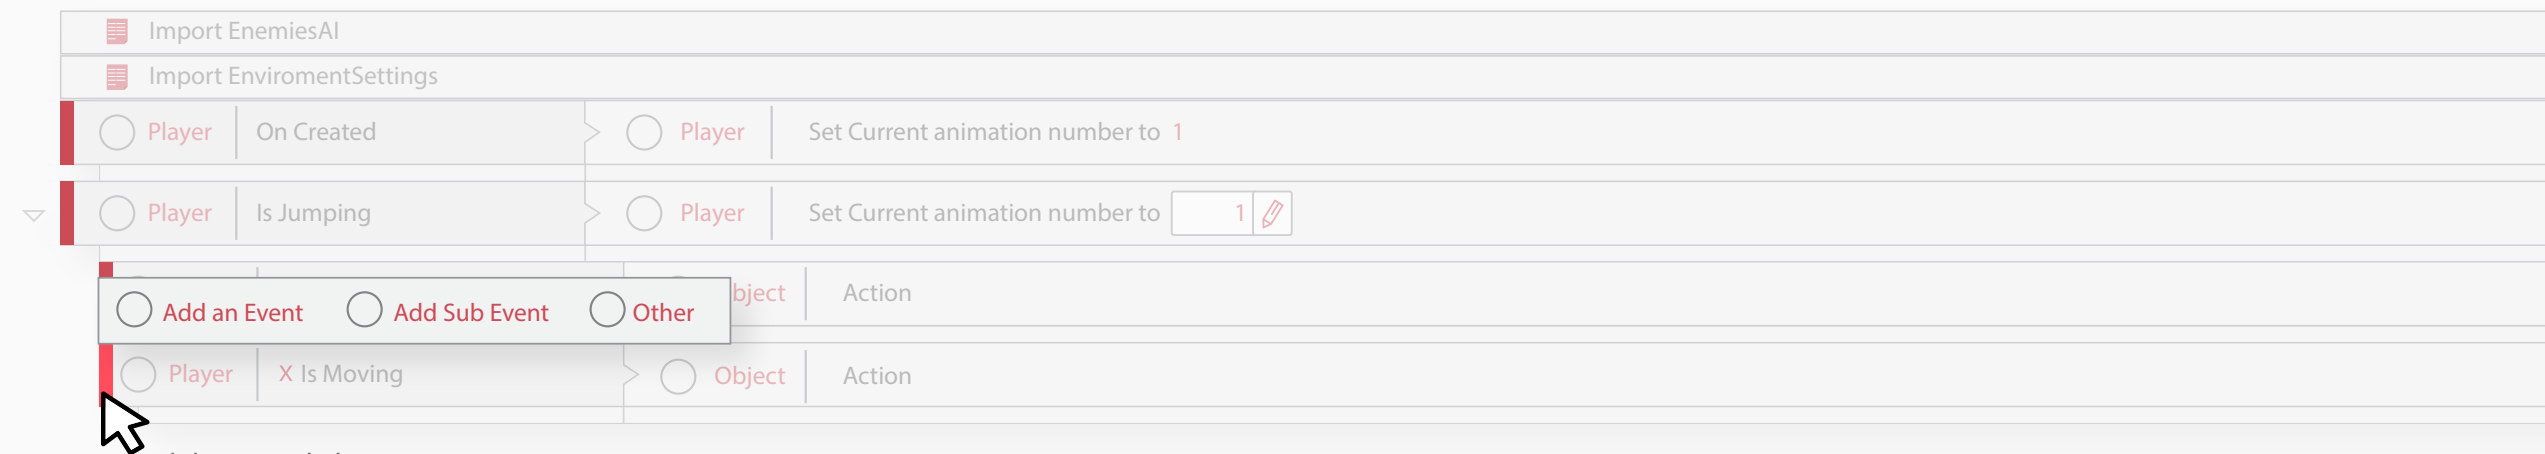 Import EnemiesAI
Import EnviromentSettings
Player On Created Player Set Current animation number to 1
Player Is Jumping Player Set Current animation number to 1
bject Action
Add an Event Add Sub Event Other
Player X Is Moving Object Action